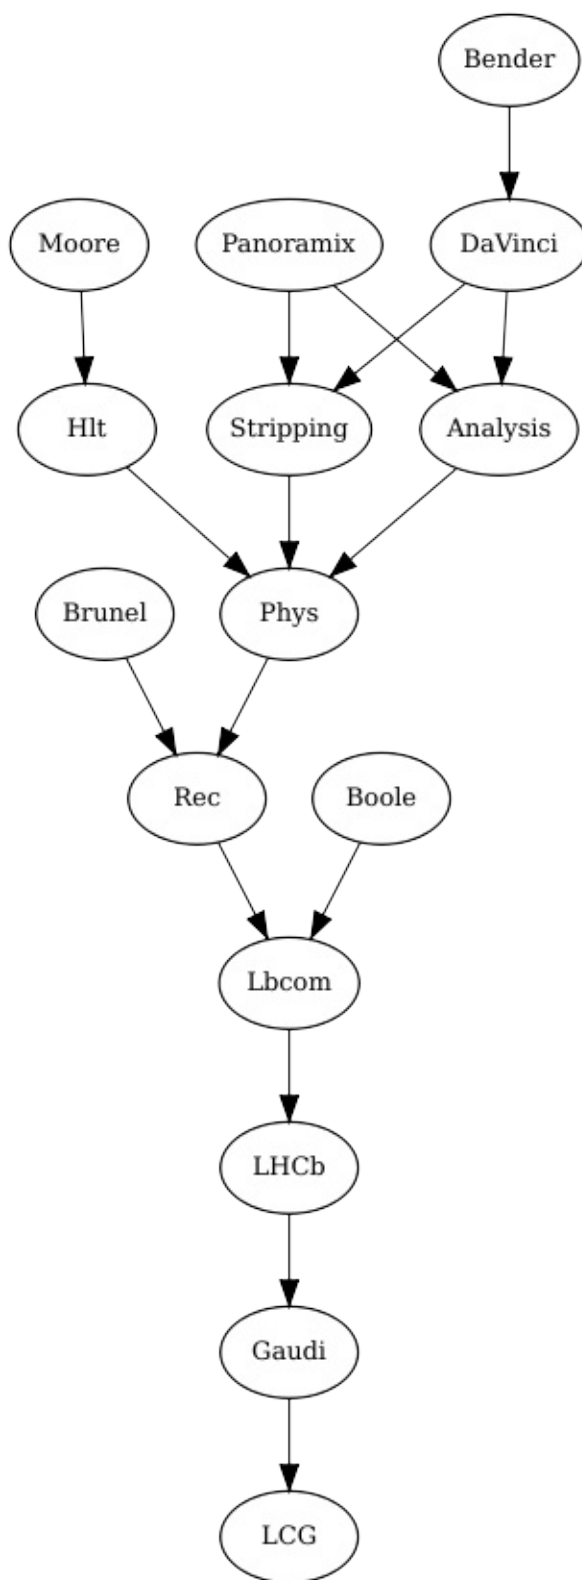 Bender
Moore
Panoramix
DaVinci
Hlt
Stripping
Analysis
Brunel
Phys
Rec
Boole
Lbcom
LHCb
Gaudi
LCG